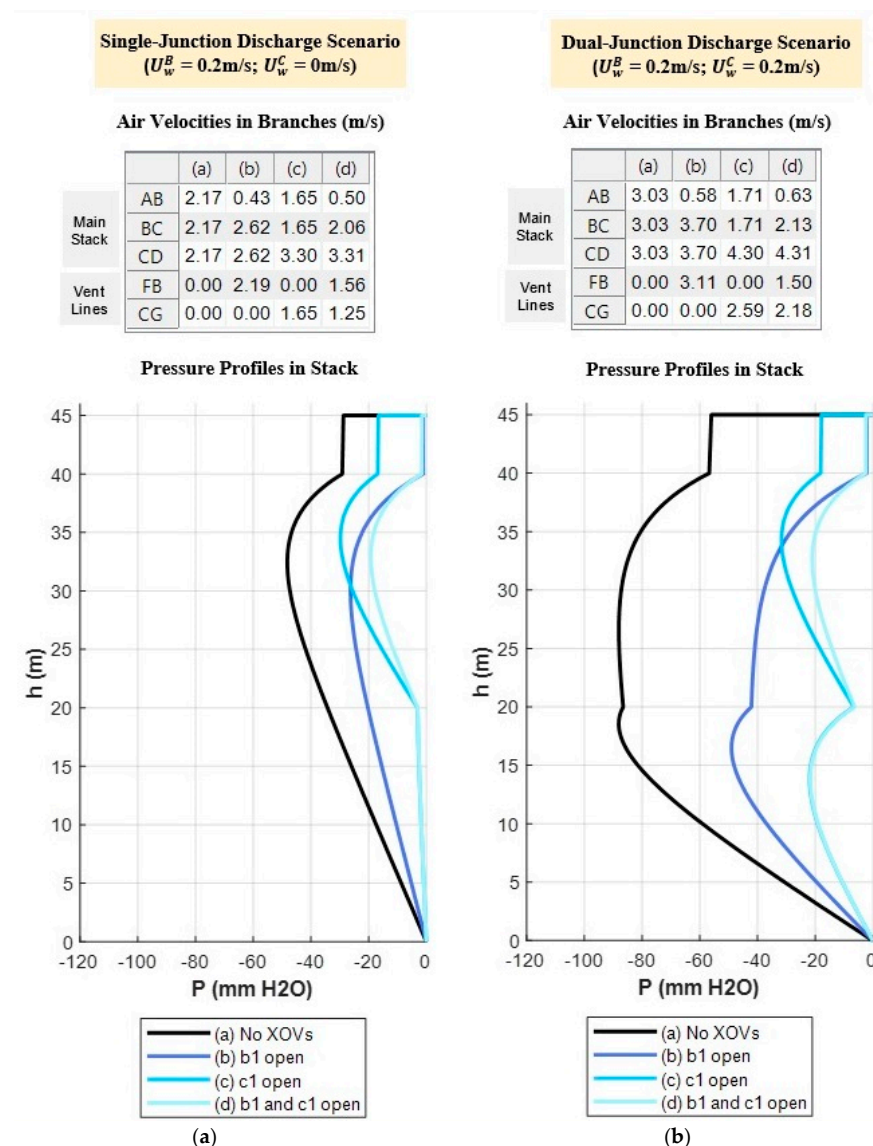 Single-Junction Discharge Scenario
(U_w^B = 0.2m/s; U_w^C = 0m/s)
Air Velocities in Branches (m/s)
(a) (b) (c) (d)
Main Stack
AB 2.17 0.43 1.65 0.50
BC 2.17 2.62 1.65 2.06
CD 2.17 2.62 3.30 3.31
Vent Lines
FB 0.00 2.19 0.00 1.56
CG 0.00 0.00 1.65 1.25
Pressure Profiles in Stack
45
40
35
30
25
20
15
10
5
0
h (m)
-120 -100 -80 -60 -40 -20 0
P (mm H2O)
(a) No XOVs
(b) b1 open
(c) c1 open
(d) b1 and c1 open
(a)
Dual-Junction Discharge Scenario
(U_w^B = 0.2m/s; U_w^C = 0.2m/s)
Air Velocities in Branches (m/s)
(a) (b) (c) (d)
Main Stack
AB 3.03 0.58 1.71 0.63
BC 3.03 3.70 1.71 2.13
CD 3.03 3.70 4.30 4.31
Vent Lines
FB 0.00 3.11 0.00 1.50
CG 0.00 0.00 2.59 2.18
Pressure Profiles in Stack
45
40
35
30
25
20
15
10
5
0
h (m)
-120 -100 -80 -60 -40 -20 0
P (mm H2O)
(a) No XOVs
(b) b1 open
(c) c1 open
(d) b1 and c1 open
(b)